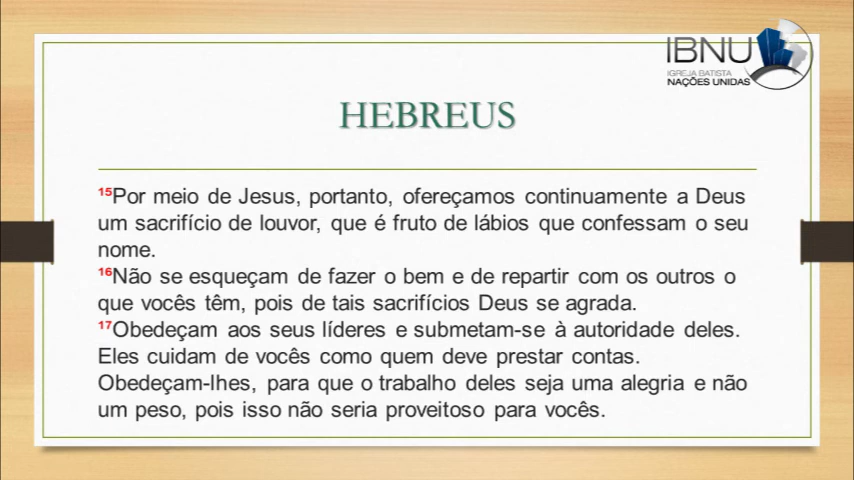 IBNU
IGREJA BATISTA
NAÇÕES UNIDAS
HEBREUS
15Por meio de Jesus, portanto, ofereçamos continuamente a Deus
um sacrifício de louvor, que é fruto de lábios que confessam o seu
nome.
16Não se esqueçam de fazer o bem e de repartir com os outros o
que vocês têm, pois de tais sacrifícios Deus se agrada.
17Obedeçam aos seus líderes e submetam-se à autoridade deles.
Eles cuidam de vocês como quem deve prestar contas.
Obedeçam-lhes, para que o trabalho deles seja uma alegria e não
um peso, pois isso não seria proveitoso para vocês.